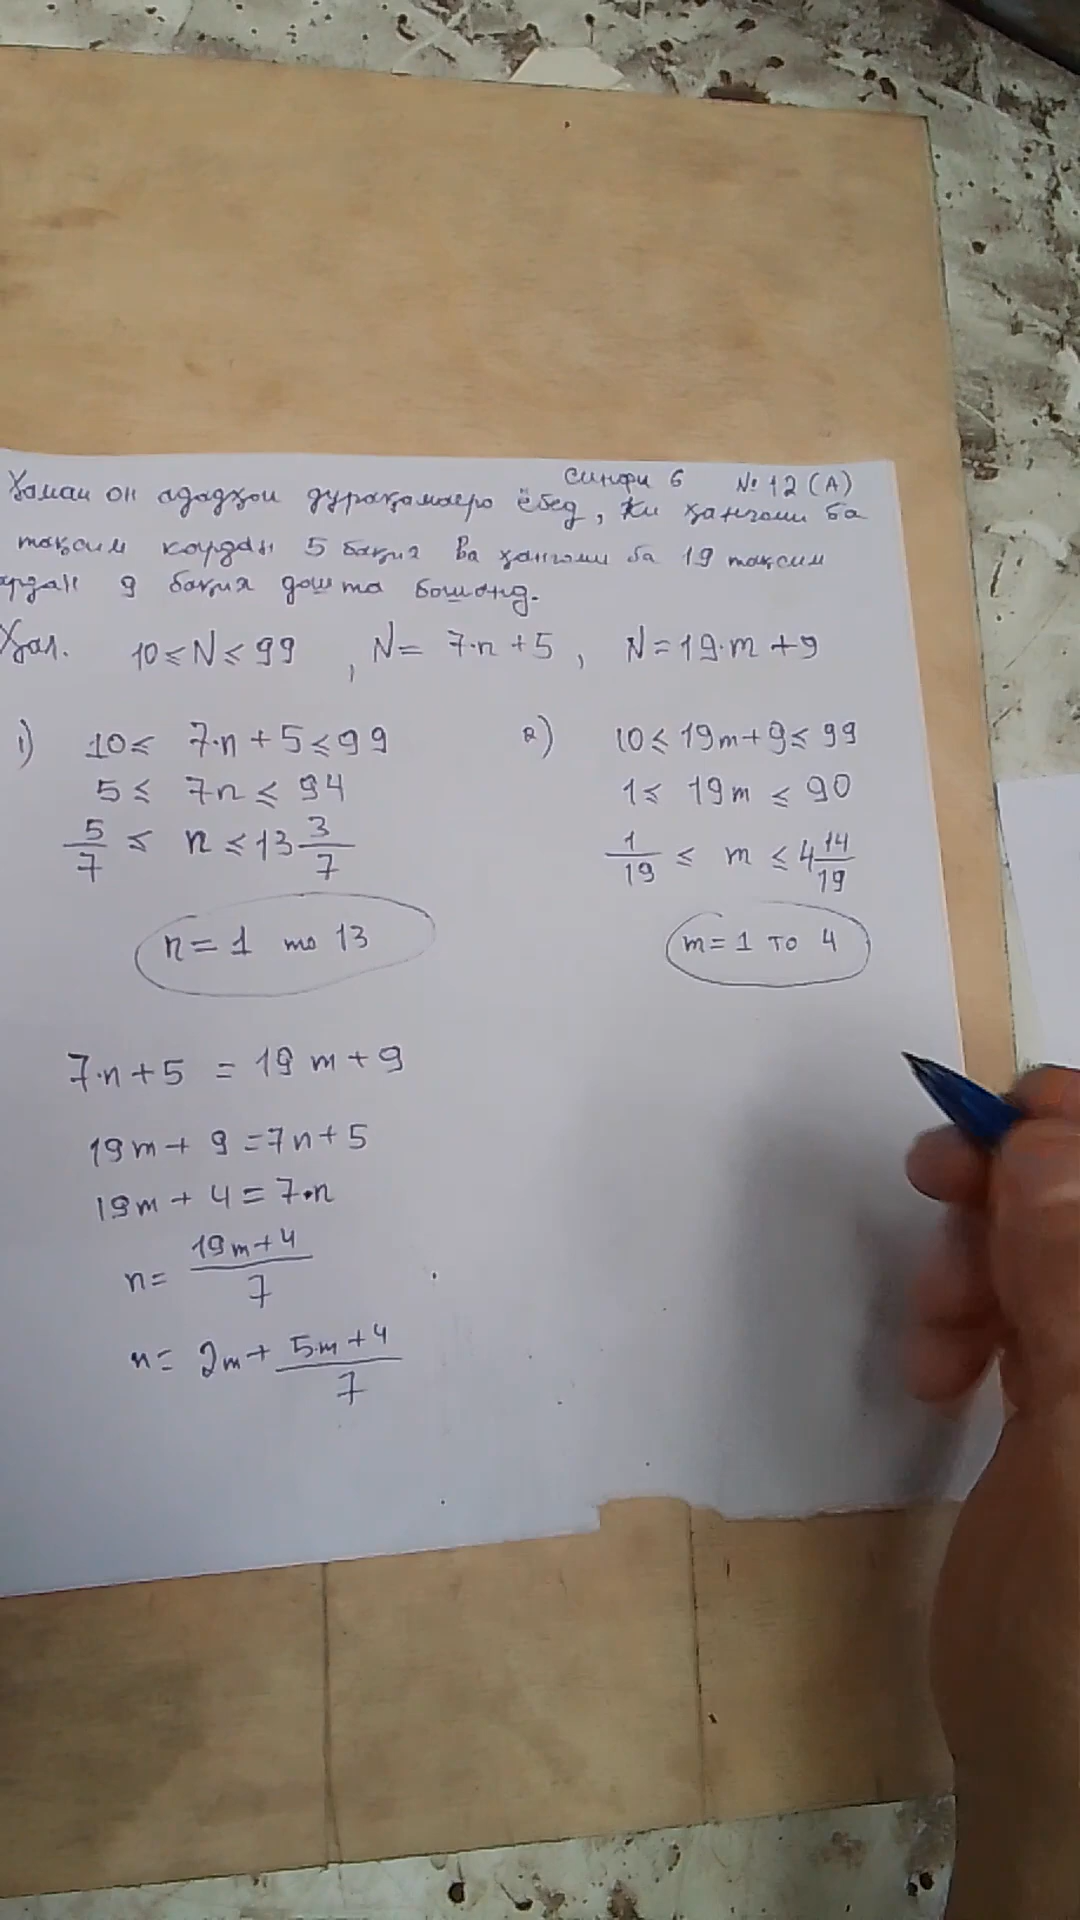 синфи 6 № 12 (А)
Ҳамаи он ададҳои дурақамаеро ёбед, ки ҳангоми ба
тақсим кардан 5 бақия ва ҳангоми ба 19 тақсим
ардан 9 бақия дошта бошанд.
Ҳал. 10 ≤ N ≤ 99 , N = 7·n + 5 , N = 19·m + 9
1) 10 ≤ 7·n + 5 ≤ 99
5 ≤ 7n ≤ 94
5/7 ≤ n ≤ 13 3/7
n = 1 то 13
2) 10 ≤ 19m + 9 ≤ 99
1 ≤ 19m ≤ 90
1/19 ≤ m ≤ 4 14/19
m = 1 то 4
7·n + 5 = 19 m + 9
19m + 9 = 7n + 5
19m + 4 = 7·n
n = (19m + 4)/7
n = 2m + (5·m + 4)/7